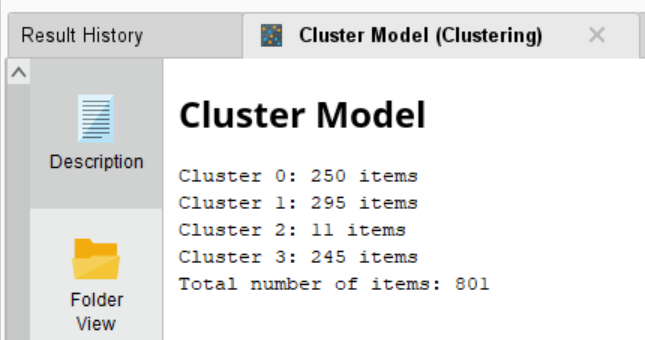 Result History
Cluster Model (Clustering)
Description
Folder
View
Cluster Model
Cluster 0: 250 items
Cluster 1: 295 items
Cluster 2: 11 items
Cluster 3: 245 items
Total number of items: 801